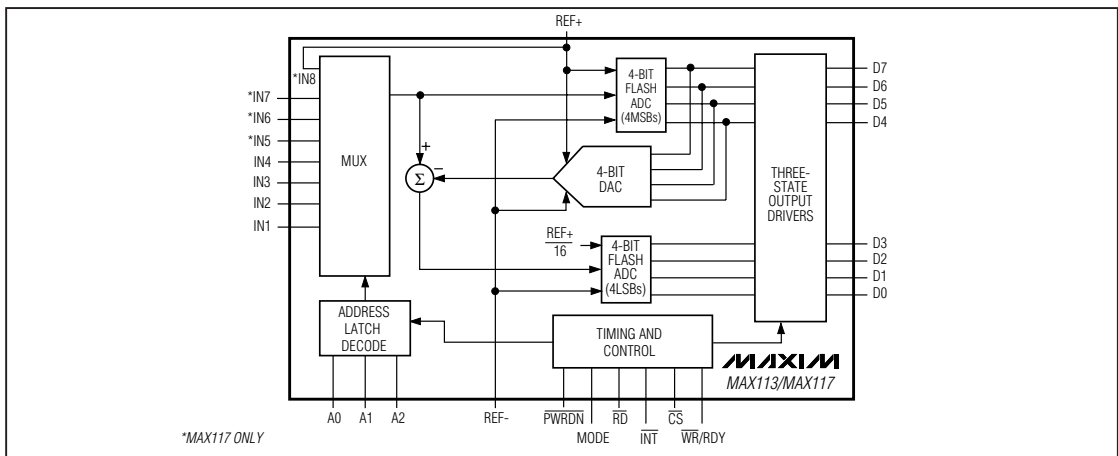 REF+
*IN8
*IN7
*IN6
*IN5
IN4
IN3
IN2
IN1
MUX
+
−
Σ
4-BIT
FLASH
ADC
(4MSBs)
4-BIT
DAC
REF+
16
4-BIT
FLASH
ADC
(4LSBs)
THREE-
STATE
OUTPUT
DRIVERS
D7
D6
D5
D4
D3
D2
D1
D0
ADDRESS
LATCH
DECODE
TIMING AND
CONTROL
MAXIM
MAX113/MAX117
A0 A1 A2 REF- PWRDN RD CS
MODE INT WR/RDY
*MAX117 ONLY